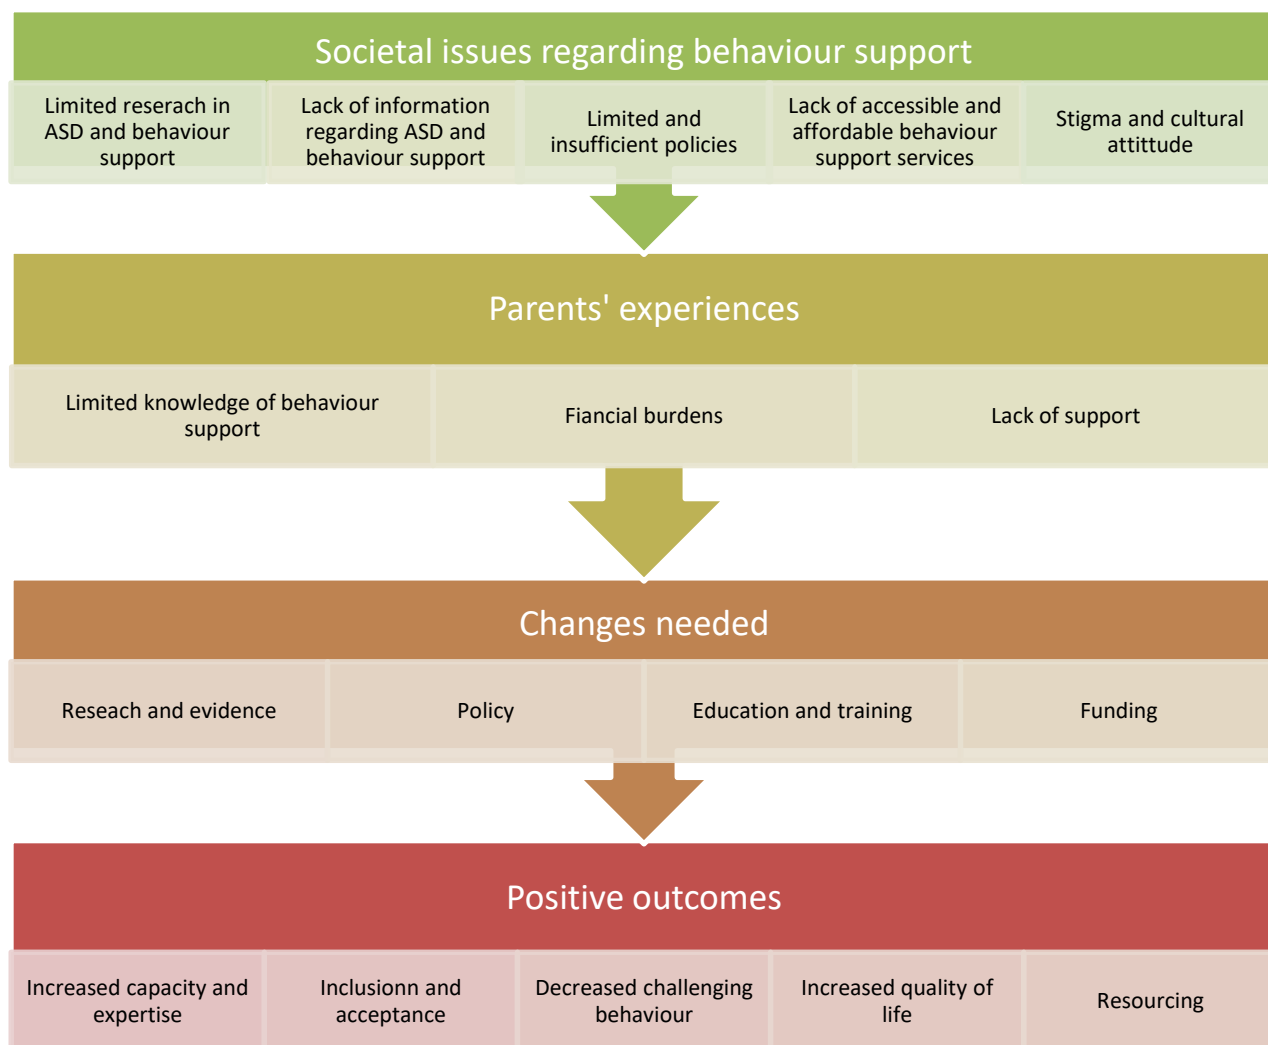 Societal issues regarding behaviour support
Limited reserach in
ASD and behaviour
support
Lack of information
regarding ASD and
behaviour support
Limited and
insufficient policies
Lack of accessible and
affordable behaviour
support services
Stigma and cultural
attittude
Parents' experiences
Limited knowledge of behaviour
support
Fiancial burdens
Lack of support
Changes needed
Reseach and evidence
Policy
Education and training
Funding
Positive outcomes
Increased capacity and
expertise
Inclusionn and
acceptance
Decreased challenging
behaviour
Increased quality of
life
Resourcing